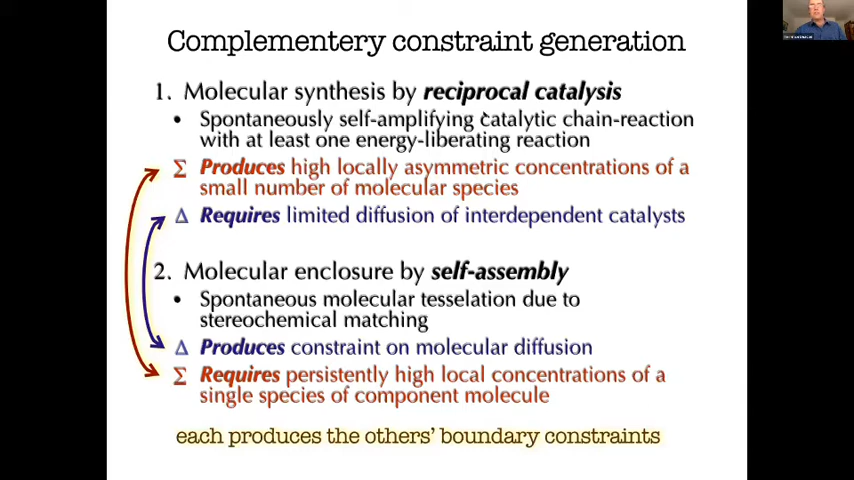 Complementery constraint generation
1. Molecular synthesis by reciprocal catalysis
• Spontaneously self-amplifying catalytic chain-reaction
with at least one energy-liberating reaction
Σ Produces high locally asymmetric concentrations of a
small number of molecular species
Δ Requires limited diffusion of interdependent catalysts
2. Molecular enclosure by self-assembly
• Spontaneous molecular tesselation due to
stereochemical matching
Δ Produces constraint on molecular diffusion
Σ Requires persistently high local concentrations of a
single species of component molecule
each produces the others' boundary constraints